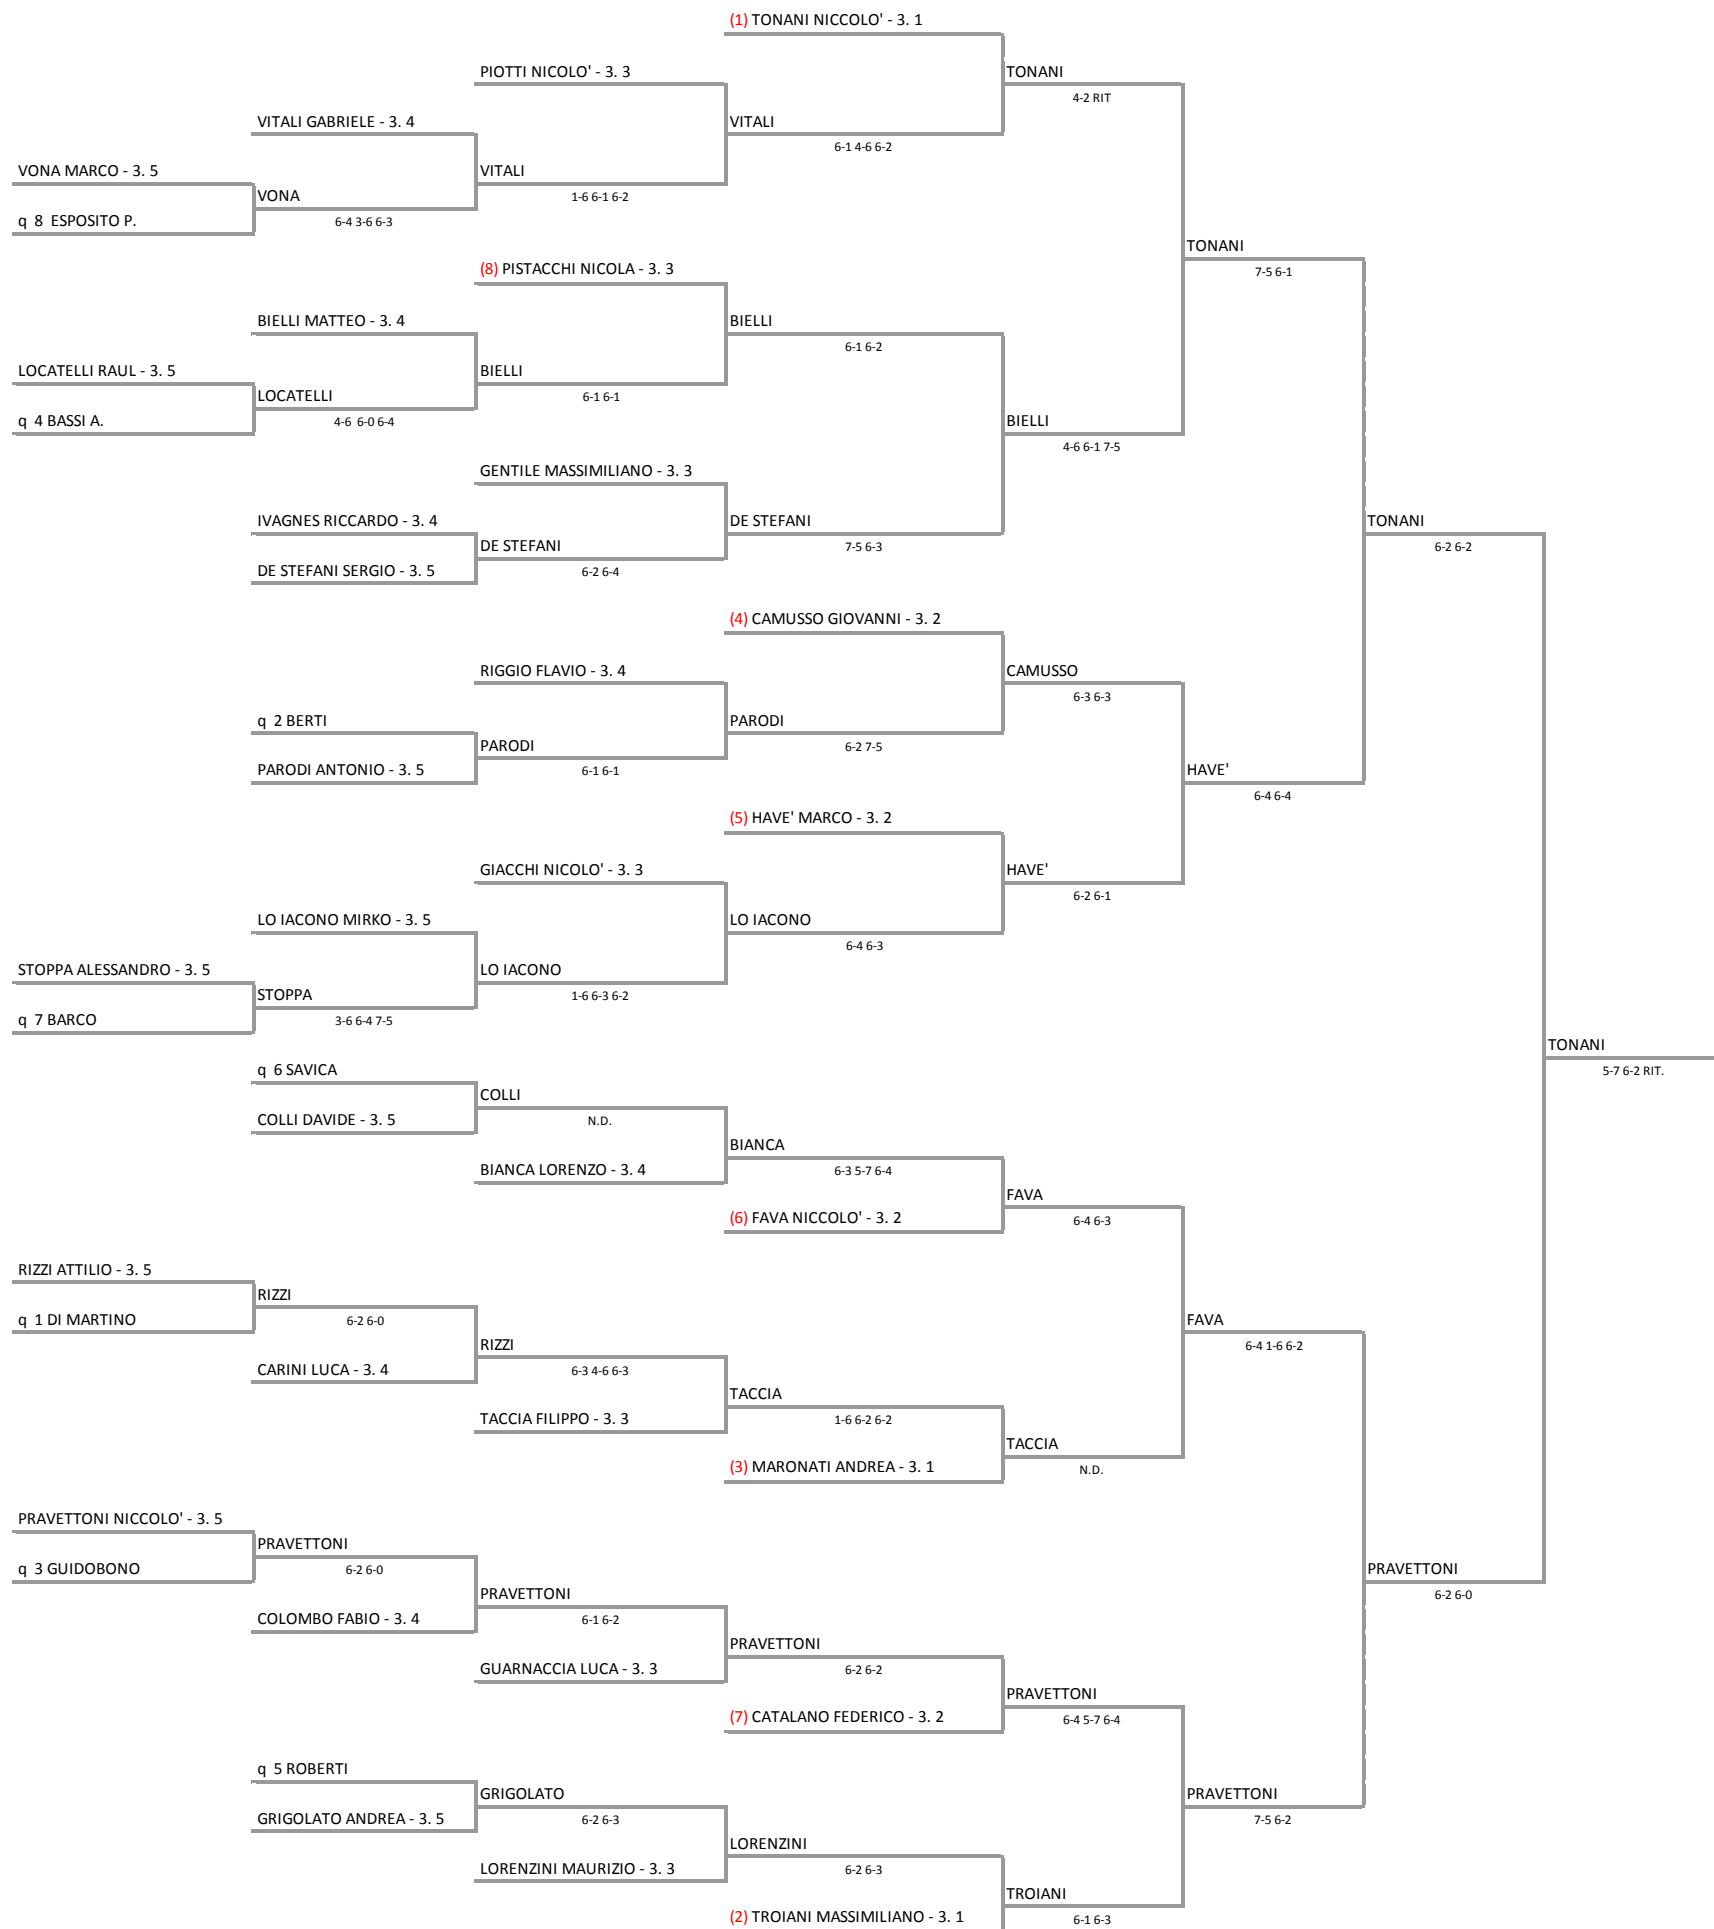 (1) TONANI NICCOLO' - 3. 1
PIOTTI NICOLO' - 3. 3
TONANI
4-2 RIT
VITALI GABRIELE - 3. 4
VITALI
6-1 4-6 6-2
VONA MARCO - 3. 5
VITALI
1-6 6-1 6-2
VONA
6-4 3-6 6-3
q 8 ESPOSITO P.
TONANI
7-5 6-1
(8) PISTACCHI NICOLA - 3. 3
BIELLI MATTEO - 3. 4
BIELLI
6-1 6-2
LOCATELLI RAUL - 3. 5
BIELLI
6-1 6-1
LOCATELLI
4-6 6-0 6-4
q 4 BASSI A.
BIELLI
4-6 6-1 7-5
GENTILE MASSIMILIANO - 3. 3
IVAGNES RICCARDO - 3. 4
DE STEFANI
7-5 6-3
TONANI
6-2 6-2
DE STEFANI
6-2 6-4
DE STEFANI SERGIO - 3. 5
(4) CAMUSSO GIOVANNI - 3. 2
RIGGIO FLAVIO - 3. 4
CAMUSSO
6-3 6-3
q 2 BERTI
PARODI
6-2 7-5
PARODI
6-1 6-1
PARODI ANTONIO - 3. 5
HAVE'
6-4 6-4
(5) HAVE' MARCO - 3. 2
GIACCHI NICOLO' - 3. 3
HAVE'
6-2 6-1
LO IACONO MIRKO - 3. 5
LO IACONO
6-4 6-3
STOPPA ALESSANDRO - 3. 5
LO IACONO
1-6 6-3 6-2
STOPPA
3-6 6-4 7-5
q 7 BARCO
TONANI
5-7 6-2 RIT.
q 6 SAVICA
COLLI
N.D.
COLLI DAVIDE - 3. 5
BIANCA
6-3 5-7 6-4
BIANCA LORENZO - 3. 4
FAVA
6-4 6-3
(6) FAVA NICCOLO' - 3. 2
RIZZI ATTILIO - 3. 5
RIZZI
6-2 6-0
q 1 DI MARTINO
FAVA
6-4 1-6 6-2
RIZZI
6-3 4-6 6-3
CARINI LUCA - 3. 4
TACCIA
1-6 6-2 6-2
TACCIA FILIPPO - 3. 3
TACCIA
N.D.
(3) MARONATI ANDREA - 3. 1
PRAVETTONI NICCOLO' - 3. 5
PRAVETTONI
6-2 6-0
q 3 GUIDOBONO
PRAVETTONI
6-2 6-0
PRAVETTONI
6-1 6-2
COLOMBO FABIO - 3. 4
PRAVETTONI
6-2 6-2
GUARNACCIA LUCA - 3. 3
PRAVETTONI
6-4 5-7 6-4
(7) CATALANO FEDERICO - 3. 2
q 5 ROBERTI
GRIGOLATO
6-2 6-3
PRAVETTONI
7-5 6-2
GRIGOLATO ANDREA - 3. 5
LORENZINI
6-2 6-3
LORENZINI MAURIZIO - 3. 3
TROIANI
6-1 6-3
(2) TROIANI MASSIMILIANO - 3. 1